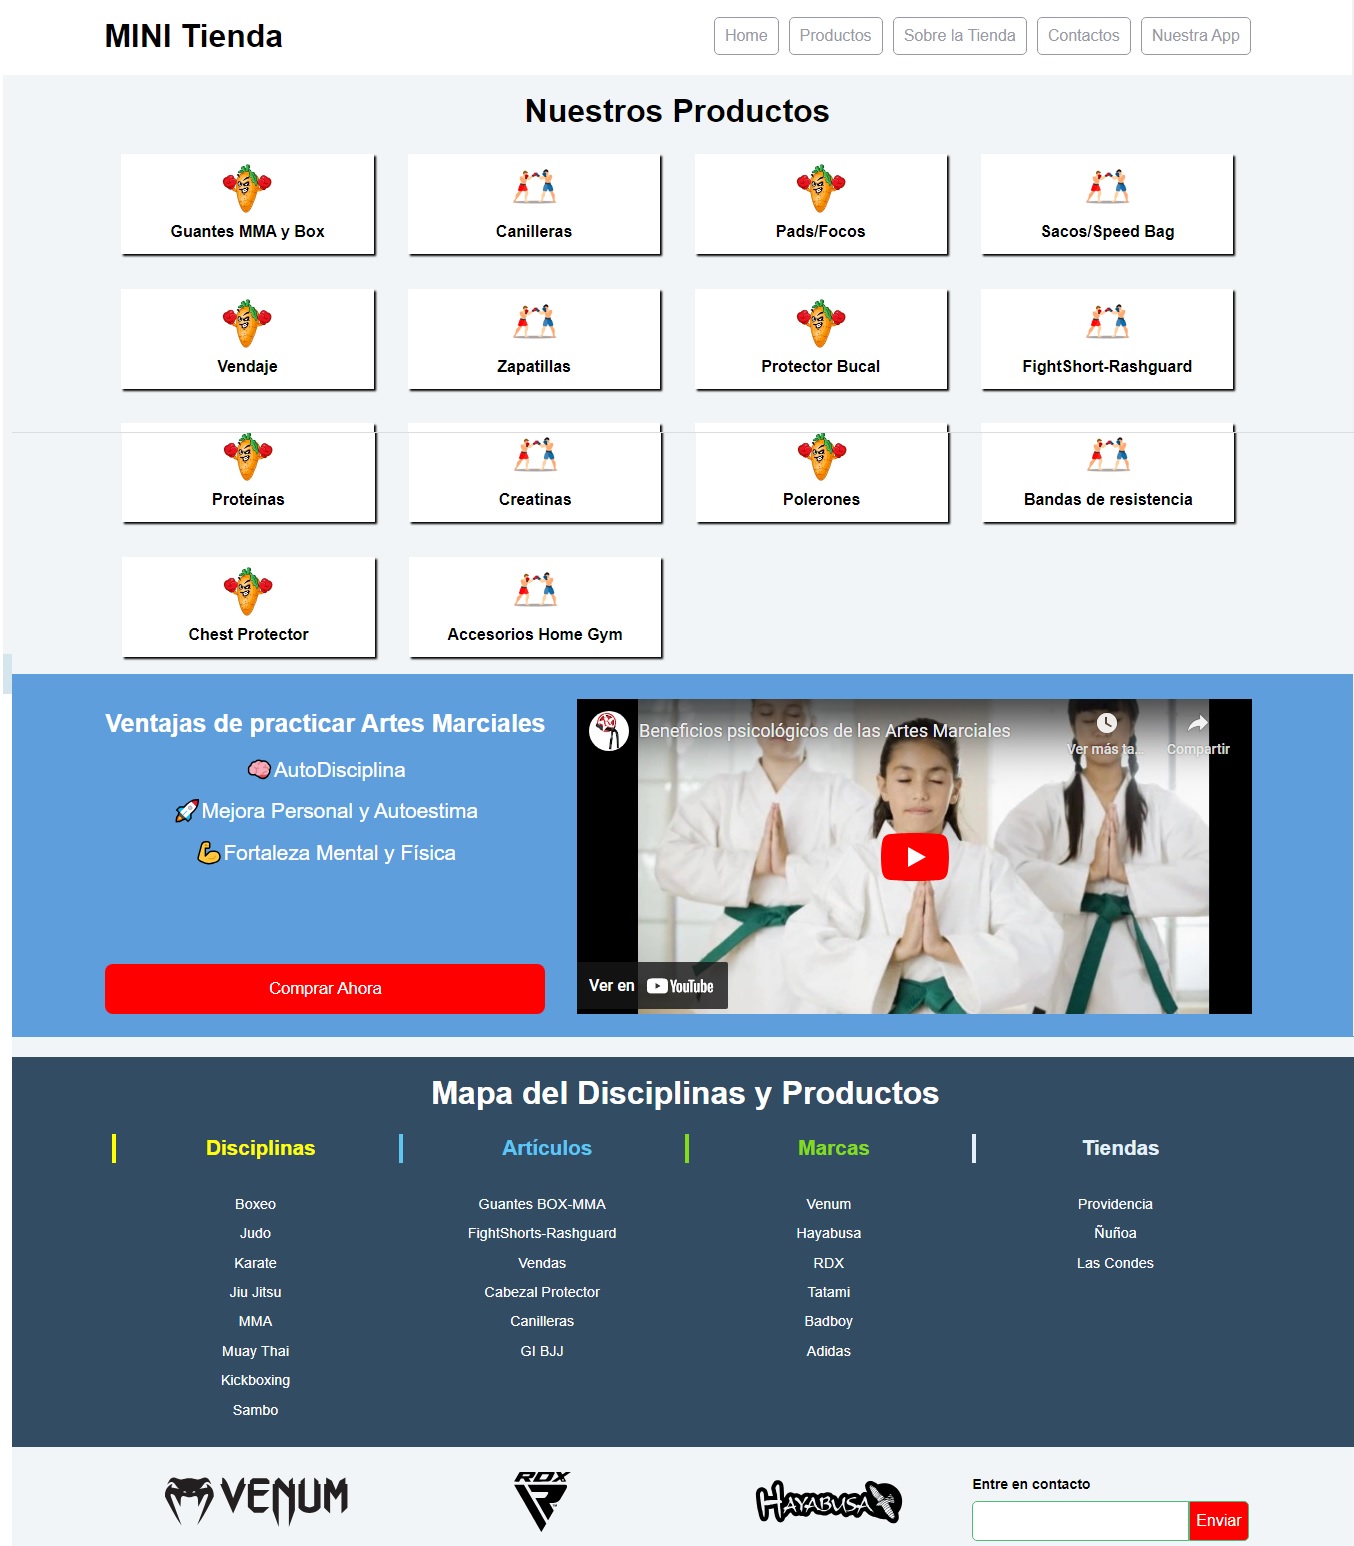 MINI Tienda
Home
Productos
Sobre la Tienda
Contactos
Nuestra App
Nuestros Productos
Guantes MMA y Box
Canilleras
Pads/Focos
Sacos/Speed Bag
Vendaje
Zapatillas
Protector Bucal
FightShort-Rashguard
Proteínas
Creatinas
Polerones
Bandas de resistencia
Chest Protector
Accesorios Home Gym
Ventajas de practicar Artes Marciales
AutoDisciplina
Mejora Personal y Autoestima
Fortaleza Mental y Física
Comprar Ahora
Beneficios psicológicos de las Artes Marciales
Ver más ta...
Compartir
Ver en YouTube
Mapa del Disciplinas y Productos
Disciplinas
Boxeo
Judo
Karate
Jiu Jitsu
MMA
Muay Thai
Kickboxing
Sambo
Artículos
Guantes BOX-MMA
FightShorts-Rashguard
Vendas
Cabezal Protector
Canilleras
GI BJJ
Marcas
Venum
Hayabusa
RDX
Tatami
Badboy
Adidas
Tiendas
Providencia
Ñuñoa
Las Condes
VENUM
RDX
HAYABUSA
Entre en contacto
Enviar